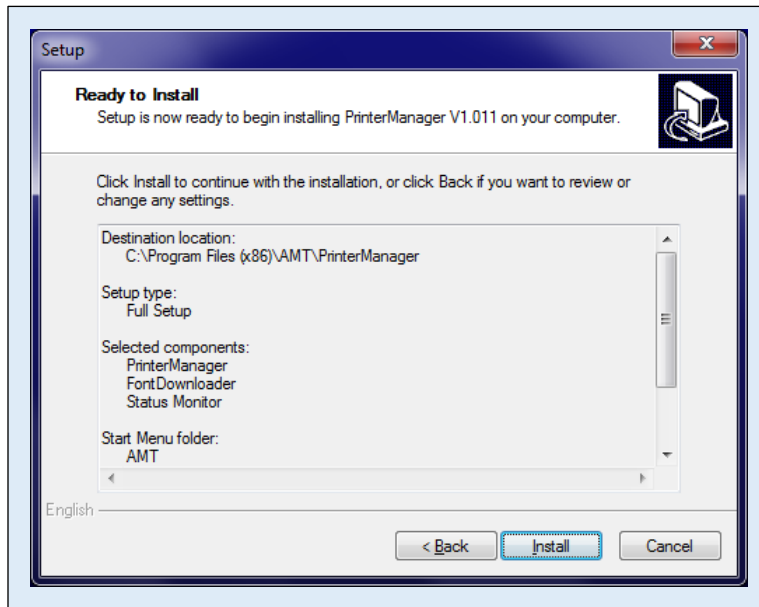 Setup
Ready to Install
Setup is now ready to begin installing PrinterManager V1.011 on your computer.
Click Install to continue with the installation, or click Back if you want to review or
change any settings.
Destination location:
C:\Program Files (x86)\AMT\PrinterManager
Setup type:
Full Setup
Selected components:
PrinterManager
FontDownloader
Status Monitor
Start Menu folder:
AMT
English
< Back
Install
Cancel